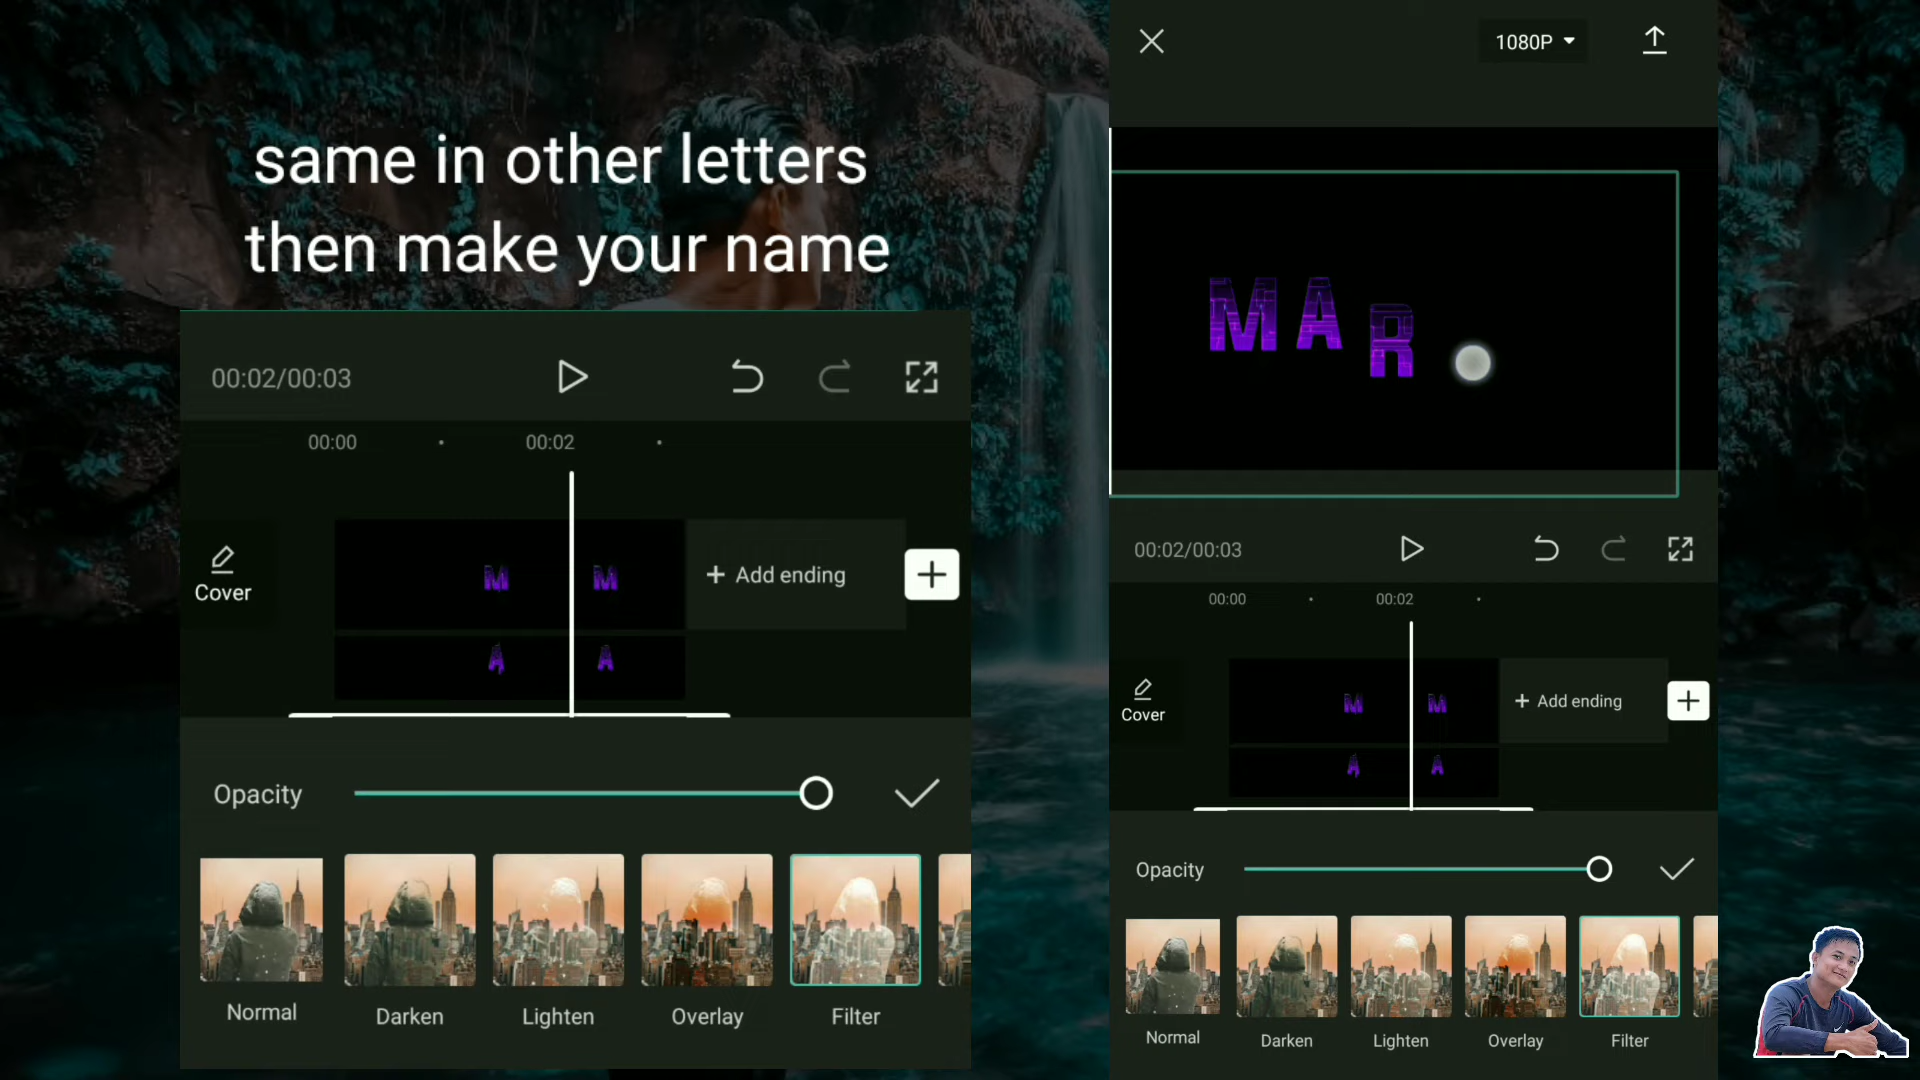 same in other letters
then make your name
00:02/00:03
00:00
00:02
Cover
M
M
+ Add ending
A
A
Opacity
Normal
Darken
Lighten
Overlay
Filter
1080P
MAR
00:02/00:03
00:00
00:02
Cover
M
M
+ Add ending
A
A
Opacity
Normal
Darken
Lighten
Overlay
Filter